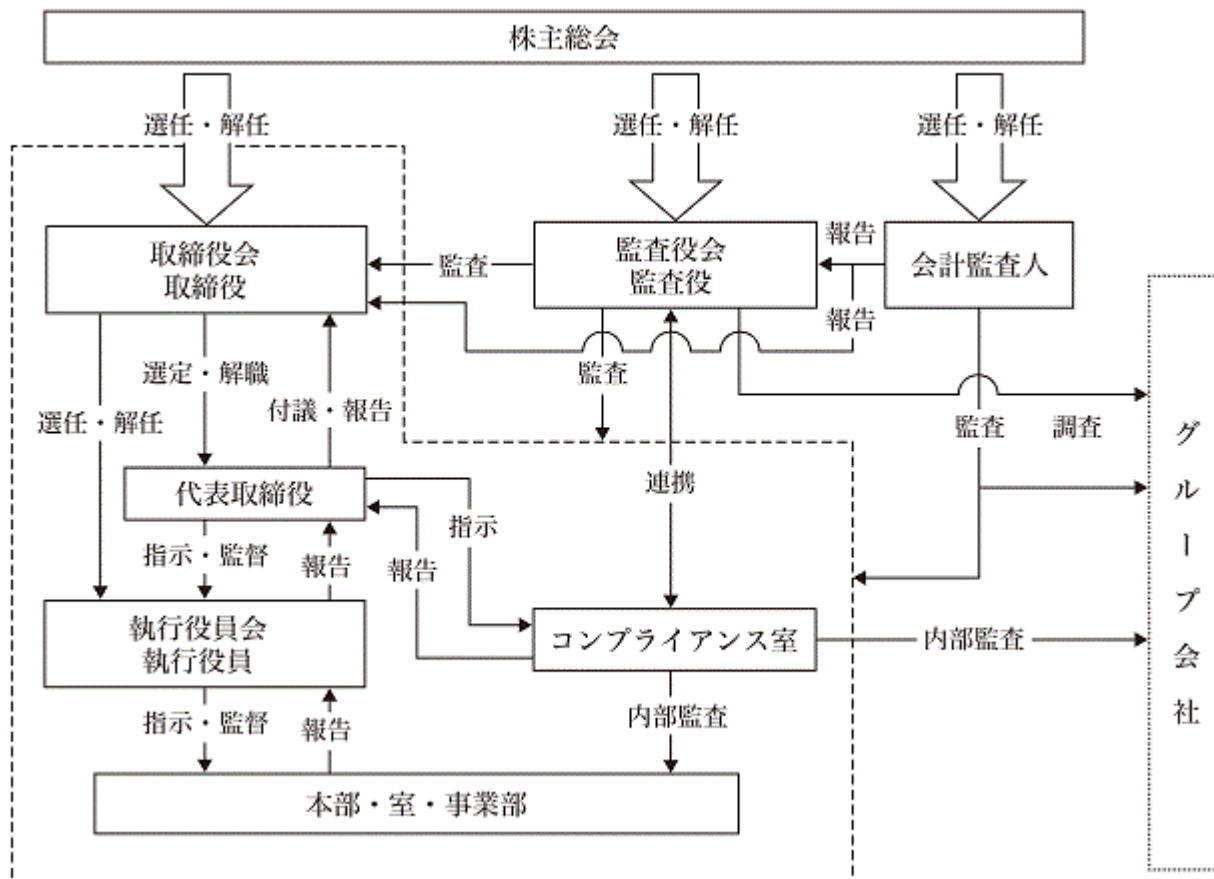 株主総会
選任・解任
選任・解任
選任・解任
取締役会
取締役
監査
監査役会
監査役
報告
会計監査人
報告
選定・解職
監査
付議・報告
選任・解任
監査
調査
グループ会社
代表取締役
連携
指示
指示・監督
報告
報告
執行役員会
執行役員
コンプライアンス室
内部監査
指示・監督
報告
内部監査
本部・室・事業部